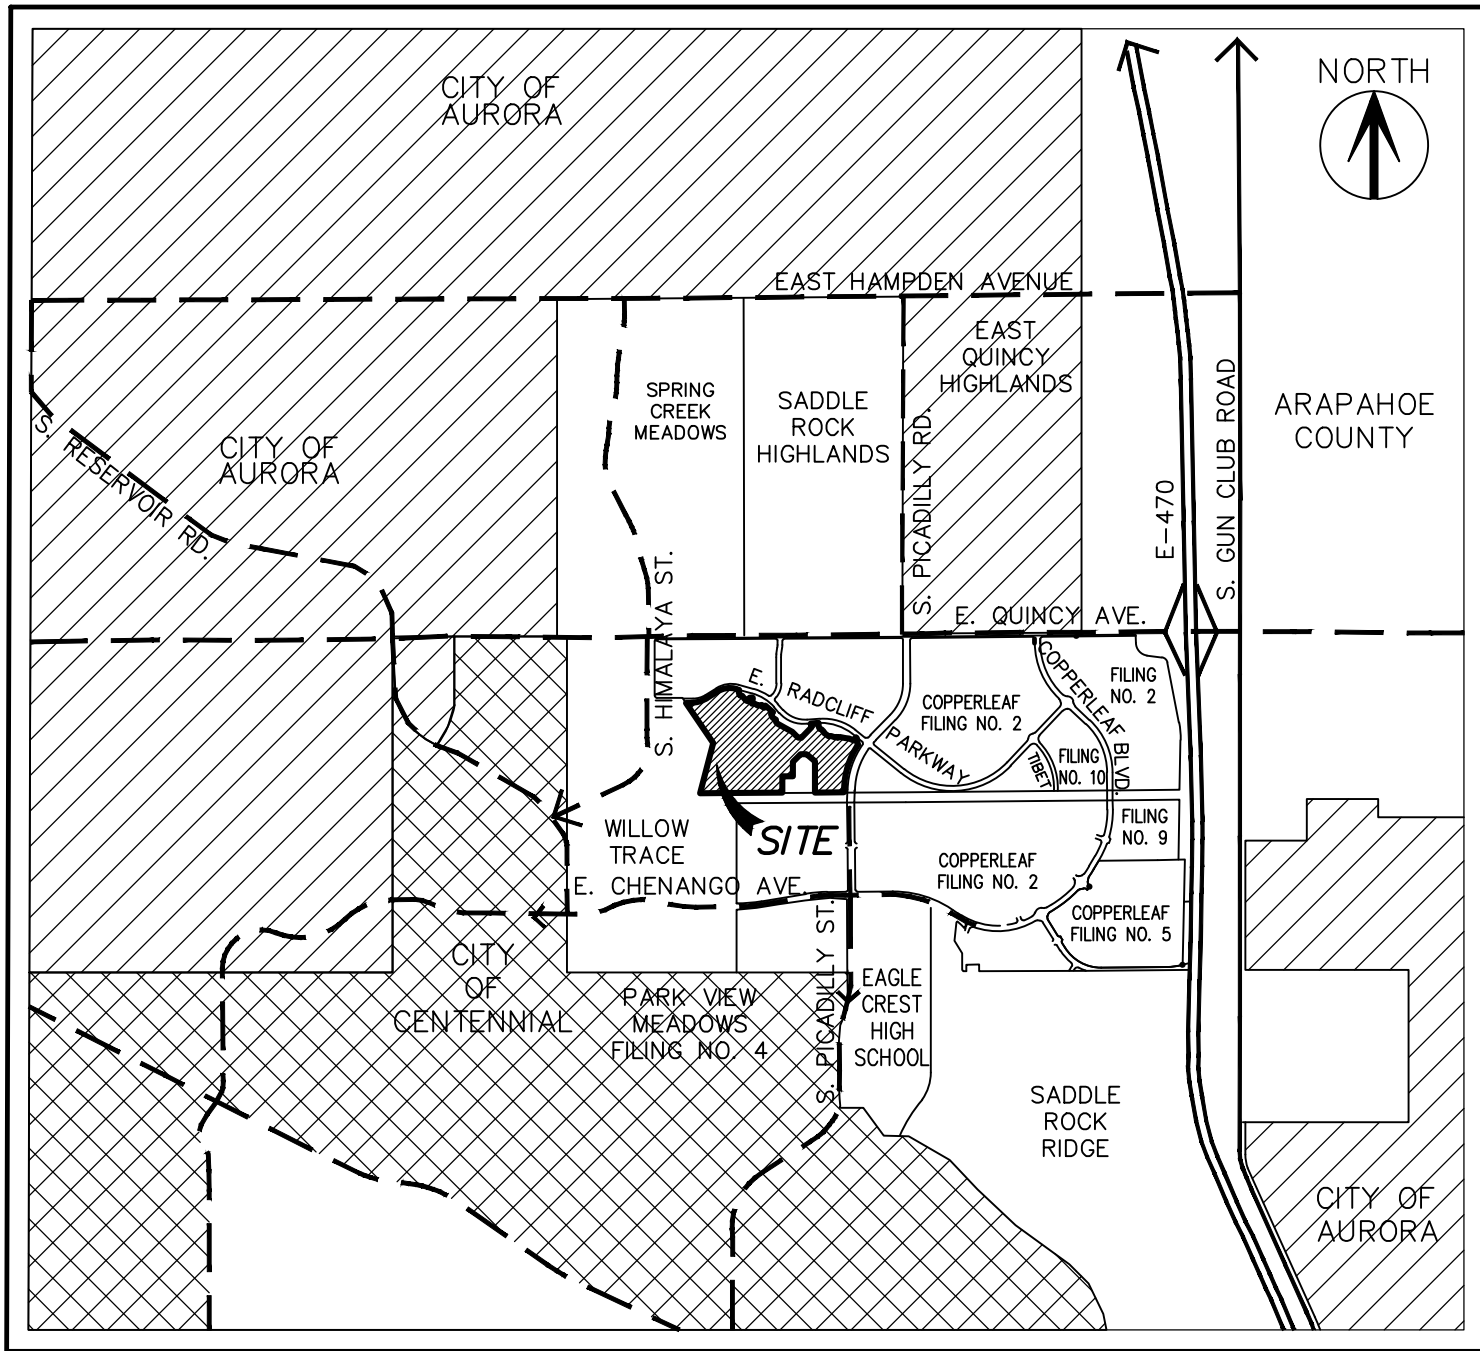 CITY OF
AURORA
NORTH
EAST HAMPDEN AVENUE
EAST
QUINCY
HIGHLANDS
SPRING
CREEK
MEADOWS
SADDLE
ROCK
HIGHLANDS
S. PICADILLY RD.
S. GUN CLUB ROAD
ARAPAHOE
COUNTY
S. RESERVOIR RD.
CITY OF
AURORA
E-470
S. HIMALAYA ST.
E. QUINCY AVE.
E. RADCLIFF PARKWAY
COPPERLEAF
FILING NO. 2
COPPERLEAF BLVD.
FILING
NO. 2
TIBET
FILING
NO. 10
FILING
NO. 9
WILLOW
TRACE
SITE
COPPERLEAF
FILING NO. 2
E. CHENANGO AVE.
COPPERLEAF
FILING NO. 5
CITY
OF
CENTENNIAL
PARK VIEW
MEADOWS
FILING NO. 4
S. PICADILLY ST.
EAGLE
CREST
HIGH
SCHOOL
SADDLE
ROCK
RIDGE
CITY OF
AURORA